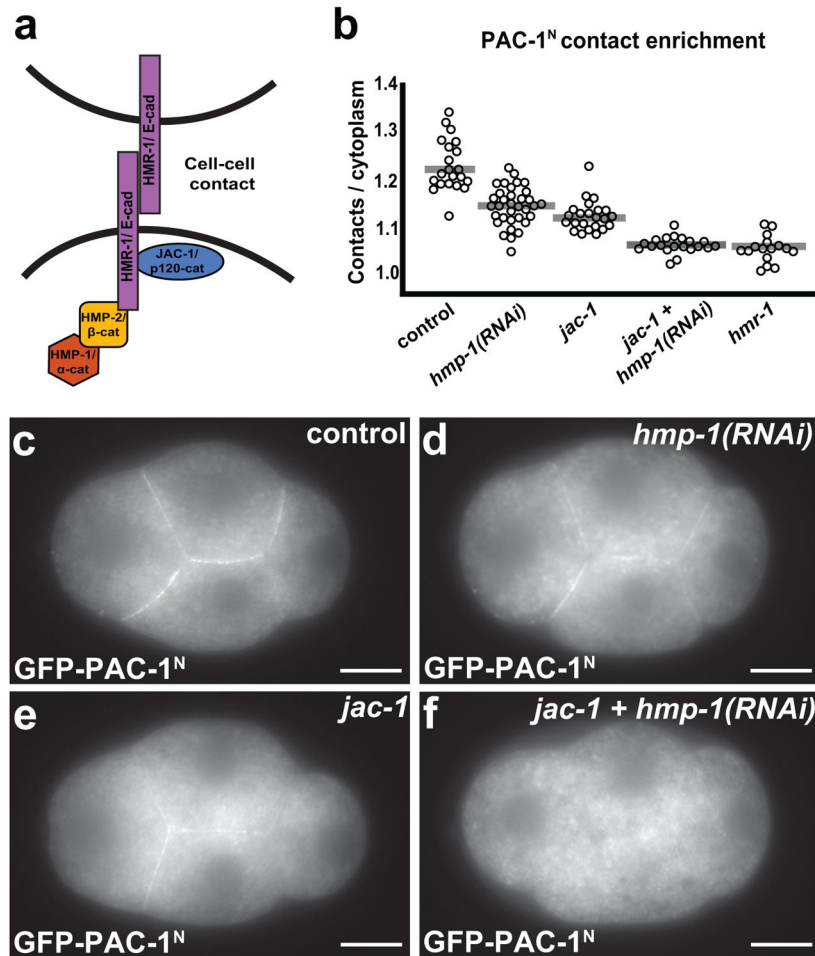 a
HMR-1/ E-cad
HMR-1/ E-cad
Cell-cell
contact
JAC-1/
p120-cat
HMP-2/
β-cat
HMP-1/
α-cat
b
PAC-1ᴺ contact enrichment
Contacts / cytoplasm
1.4
1.3
1.2
1.1
1.0
control
hmp-1(RNAi)
jac-1
jac-1 +
hmp-1(RNAi)
hmr-1
c
control
GFP-PAC-1ᴺ
d
hmp-1(RNAi)
GFP-PAC-1ᴺ
e
jac-1
GFP-PAC-1ᴺ
f
jac-1 + hmp-1(RNAi)
GFP-PAC-1ᴺ